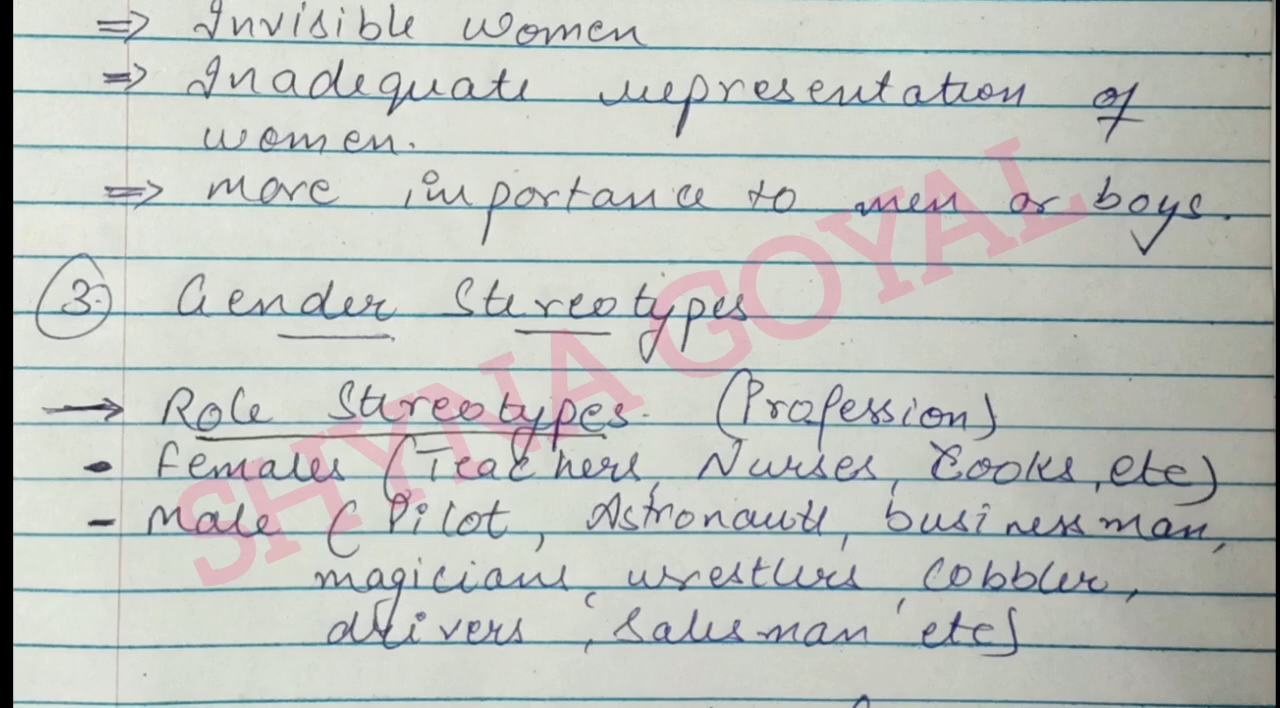 ⇒ Invisible women
⇒ Inadequate representation of
women.
⇒ more importance to men or boys.
3. Gender Stereotypes
→ Role Stereotypes. (Profession)
- Females (Teachers, Nurses, Cooks, etc)
- Male (Pilot, Astronaut, businessman,
magicians, wrestlers, cobbler,
drivers, salesman etc)
SHYNA GOYAL